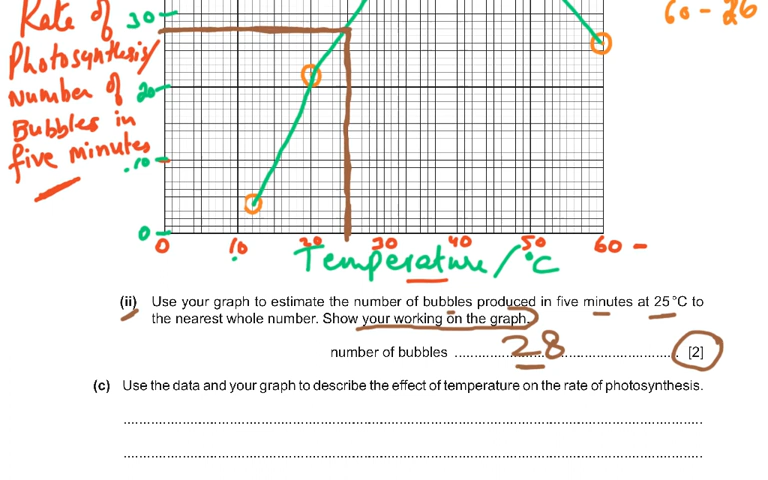 60 - 26
Rate of
Photosynthesis/
Number of
Bubbles in
five minutes
30
20
10
0
0 10 20 30 40 50 60 -
Temperature/°C
(ii) Use your graph to estimate the number of bubbles produced in five minutes at 25°C to
the nearest whole number. Show your working on the graph.
number of bubbles ........28........ [2]
(c) Use the data and your graph to describe the effect of temperature on the rate of photosynthesis.